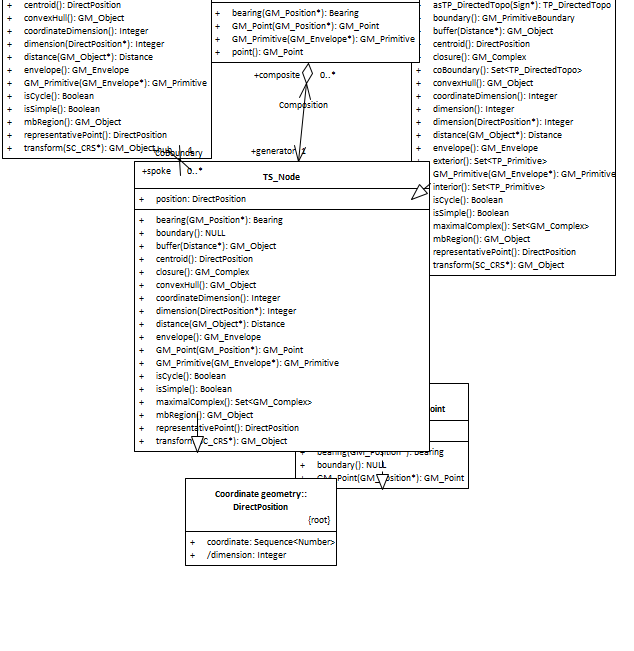 + centroid(): DirectPosition
+ convexHull(): GM_Object
+ coordinateDimension(): Integer
+ dimension(DirectPosition*): Integer
+ distance(GM_Object*): Distance
+ envelope(): GM_Envelope
+ GM_Primitive(GM_Envelope*): GM_Primitive
+ isCycle(): Boolean
+ isSimple(): Boolean
+ mbRegion(): GM_Object
+ representativePoint(): DirectPosition
+ transform(SC_CRS*): GM_Object
+ bearing(GM_Position*): Bearing
+ GM_Point(GM_Position*): GM_Point
+ GM_Primitive(GM_Envelope*): GM_Primitive
+ point(): GM_Point
+ asTP_DirectedTopo(Sign*): TP_DirectedTopo
+ boundary(): GM_PrimitiveBoundary
+ buffer(Distance*): GM_Object
+ centroid(): DirectPosition
+ closure(): GM_Complex
+ coBoundary(): Set<TP_DirectedTopo>
+ convexHull(): GM_Object
+ coordinateDimension(): Integer
+ dimension(): Integer
+ dimension(DirectPosition*): Integer
+ distance(GM_Object*): Distance
+ envelope(): GM_Envelope
+ exterior(): Set<TP_Primitive>
GM_Primitive(GM_Envelope*): GM_Primitive
interior(): Set<TP_Primitive>
isCycle(): Boolean
isSimple(): Boolean
maximalComplex(): Set<GM_Complex>
mbRegion(): GM_Object
representativePoint(): DirectPosition
transform(SC_CRS*): GM_Object
+composite 0..*
Composition
+generator
CoBoundary
+spoke 0..*
TS_Node
+ position: DirectPosition
+ bearing(GM_Position*): Bearing
+ boundary(): NULL
+ buffer(Distance*): GM_Object
+ centroid(): DirectPosition
+ closure(): GM_Complex
+ convexHull(): GM_Object
+ coordinateDimension(): Integer
+ dimension(DirectPosition*): Integer
+ distance(GM_Object*): Distance
+ envelope(): GM_Envelope
+ GM_Point(GM_Position*): GM_Point
+ GM_Primitive(GM_Envelope*): GM_Primitive
+ isCycle(): Boolean
+ isSimple(): Boolean
+ maximalComplex(): Set<GM_Complex>
+ mbRegion(): GM_Object
+ representativePoint(): DirectPosition
+ transform(SC_CRS*): GM_Object
oint
+ bearing(GM_Position*): Bearing
+ boundary(): NULL
+ GM_Point(GM_Position*): GM_Point
Coordinate geometry::
DirectPosition
{root}
+ coordinate: Sequence<Number>
+ /dimension: Integer